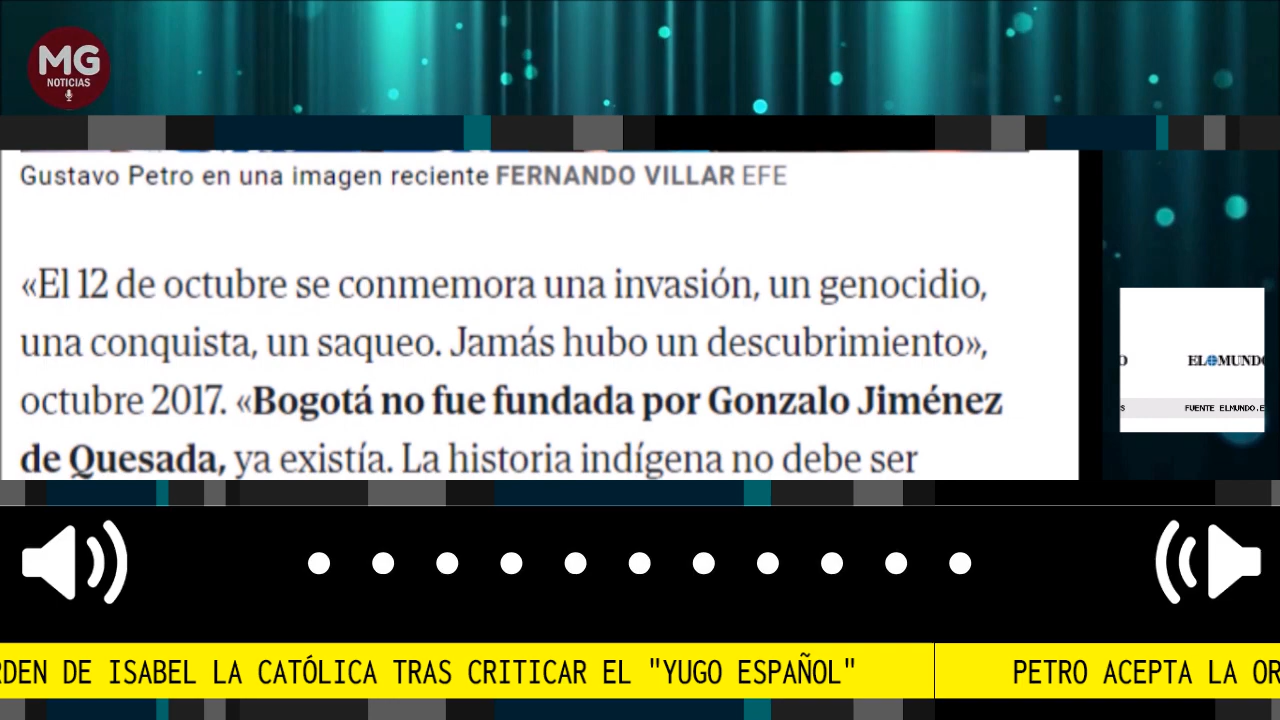 MG
NOTICIAS
Gustavo Petro en una imagen reciente FERNANDO VILLAR EFE
«El 12 de octubre se conmemora una invasión, un genocidio,
una conquista, un saqueo. Jamás hubo un descubrimiento»,
octubre 2017. «Bogotá no fue fundada por Gonzalo Jiménez
de Quesada, ya existía. La historia indígena no debe ser
O EL MUNDO
S FUENTE ELMUNDO.E
RDEN DE ISABEL LA CATÓLICA TRAS CRITICAR EL "YUGO ESPAÑOL" PETRO ACEPTA LA OR